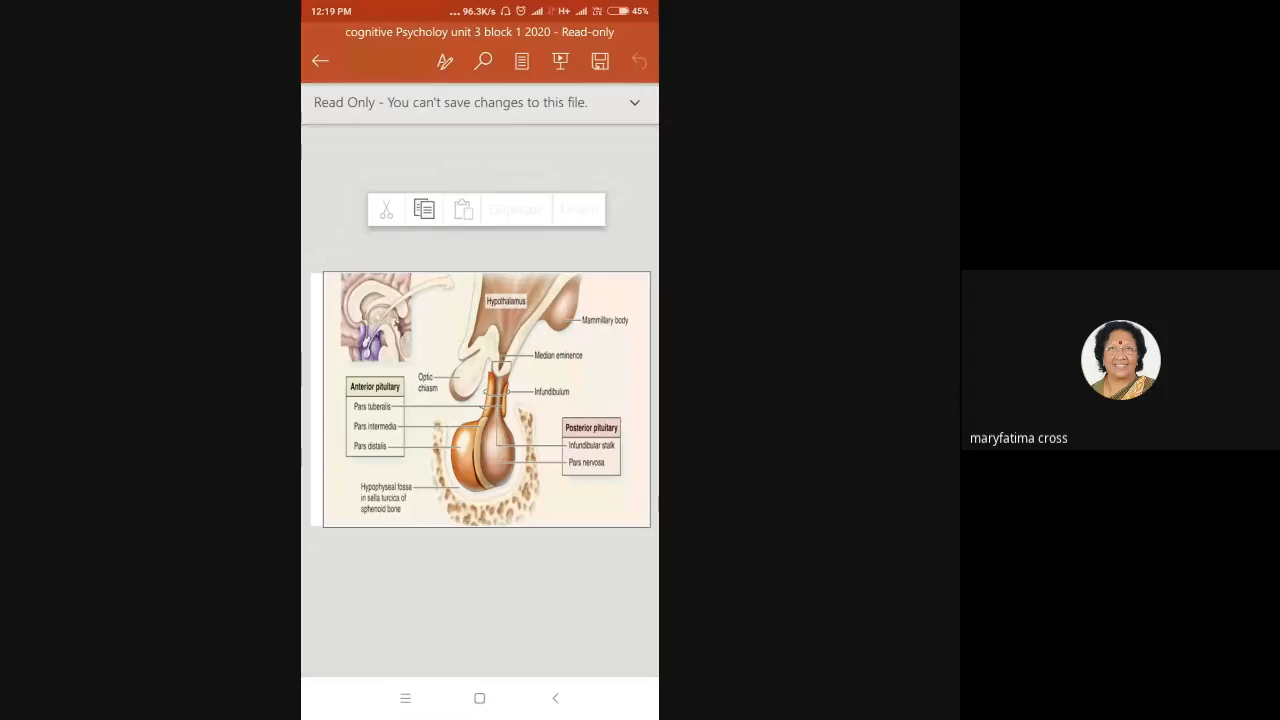 12:19 PM
... 96.3K/s
H+
45%
cognitive Psycholoy unit 3 block 1 2020 - Read-only
Read Only - You can't save changes to this file.
Duplicate
Hypothalamus
Mammillary body
Median eminence
Optic
chiasm
Infundibulum
Anterior pituitary
Pars tuberalis
Pars intermedia
Pars distalis
Posterior pituitary
Infundibular stalk
Pars nervosa
Hypophyseal fossa
in sella turcica of
sphenoid bone
maryfatima cross